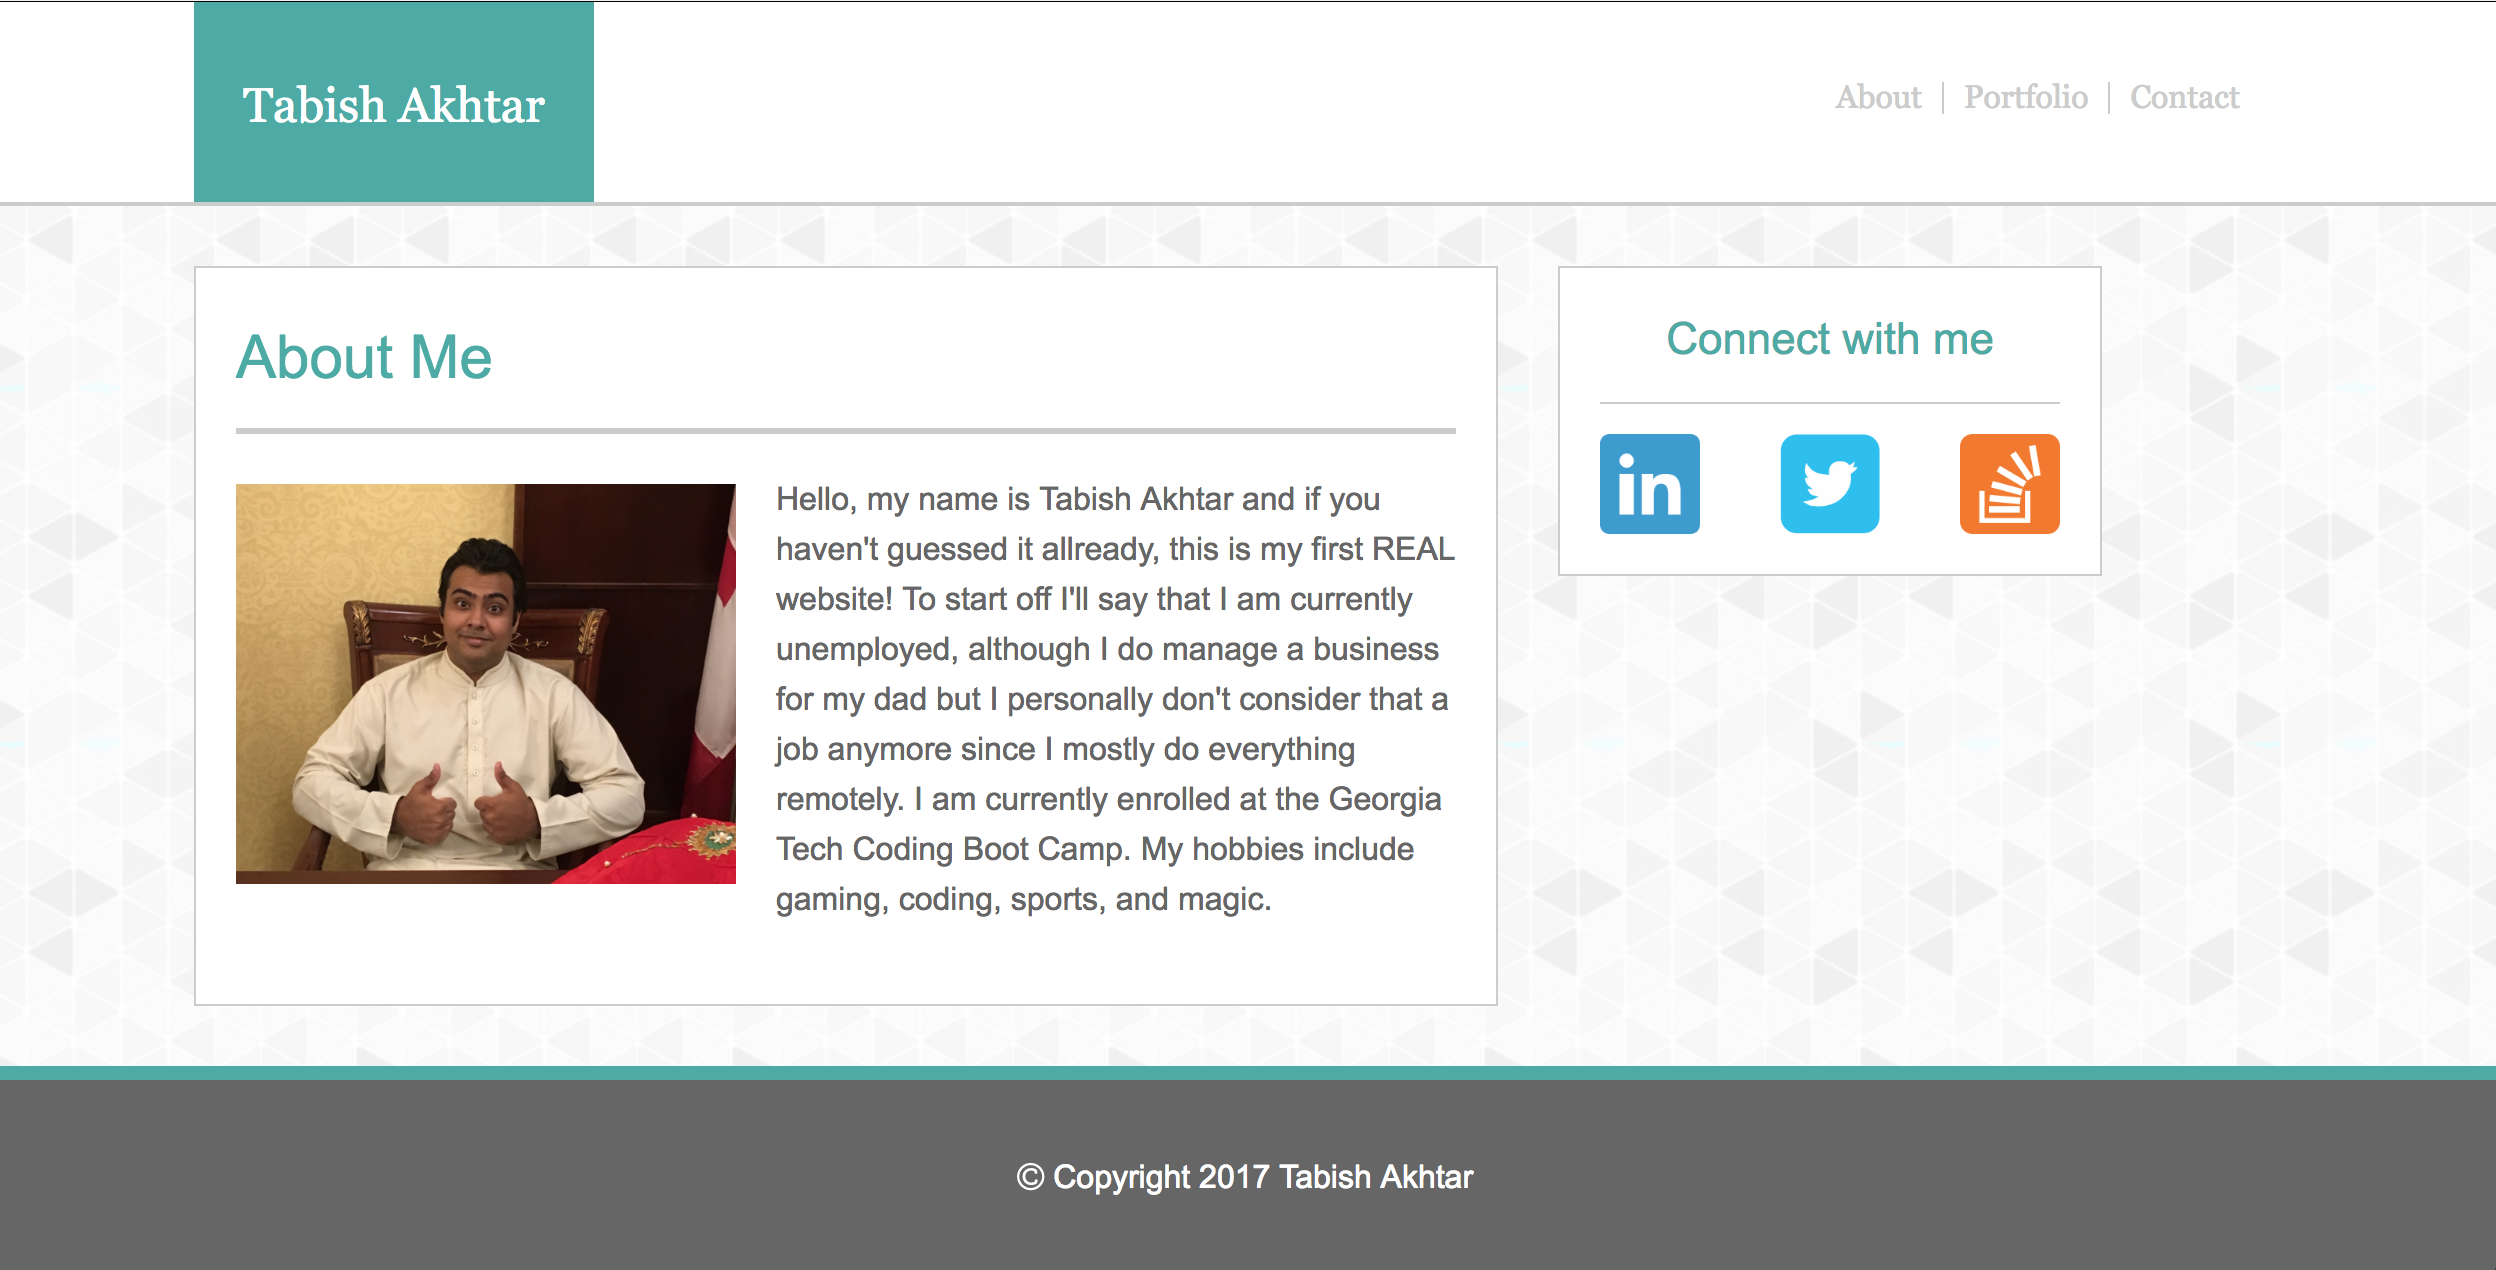 Tabish Akhtar
About
Portfolio
Contact
About Me
Hello, my name is Tabish Akhtar and if you
haven't guessed it allready, this is my first REAL
website! To start off I'll say that I am currently
unemployed, although I do manage a business
for my dad but I personally don't consider that a
job anymore since I mostly do everything
remotely. I am currently enrolled at the Georgia
Tech Coding Boot Camp. My hobbies include
gaming, coding, sports, and magic.
Connect with me
in
© Copyright 2017 Tabish Akhtar